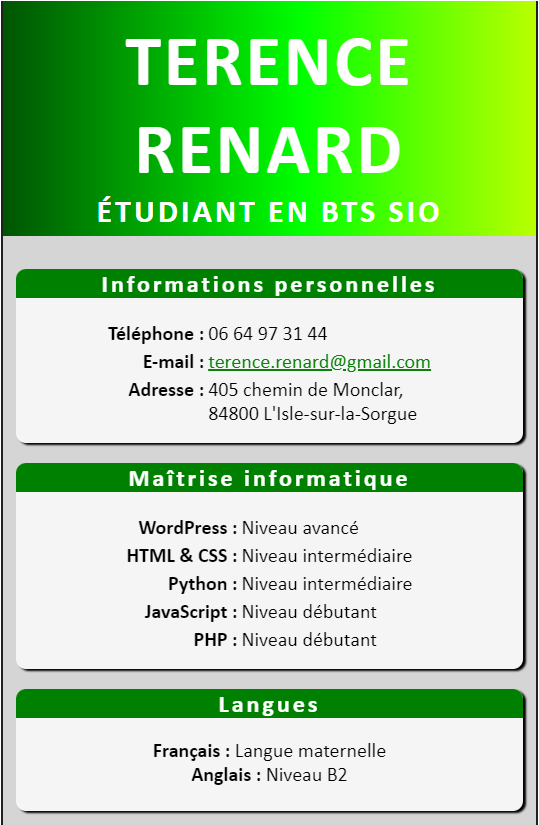 TERENCE
RENARD
ÉTUDIANT EN BTS SIO
Informations personnelles
Téléphone : 06 64 97 31 44
E-mail : terence.renard@gmail.com
Adresse : 405 chemin de Monclar,
84800 L'Isle-sur-la-Sorgue
Maîtrise informatique
WordPress : Niveau avancé
HTML & CSS : Niveau intermédiaire
Python : Niveau intermédiaire
JavaScript : Niveau débutant
PHP : Niveau débutant
Langues
Français : Langue maternelle
Anglais : Niveau B2